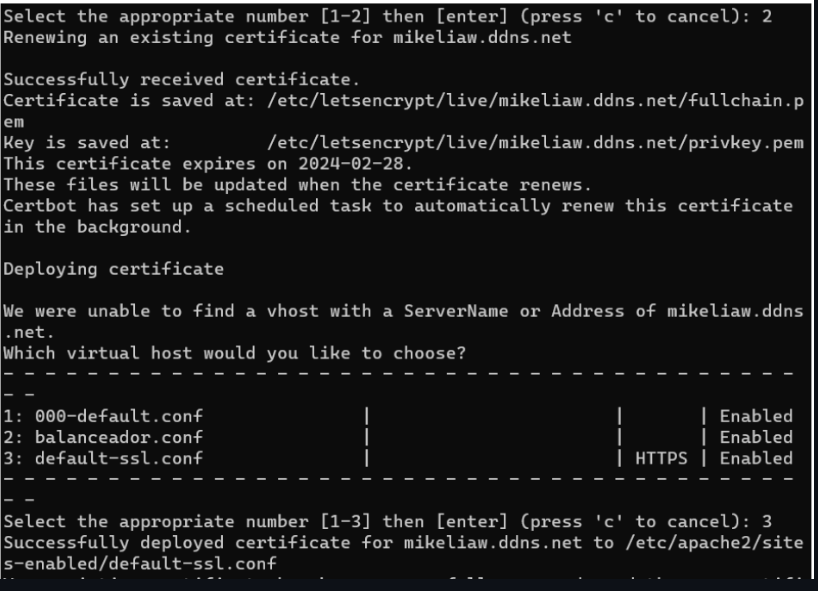 Select the appropriate number [1-2] then [enter] (press 'c' to cancel): 2
Renewing an existing certificate for mikeliaw.ddns.net
Successfully received certificate.
Certificate is saved at: /etc/letsencrypt/live/mikeliaw.ddns.net/fullchain.p
em
Key is saved at:         /etc/letsencrypt/live/mikeliaw.ddns.net/privkey.pem
This certificate expires on 2024-02-28.
These files will be updated when the certificate renews.
Certbot has set up a scheduled task to automatically renew this certificate
in the background.
Deploying certificate
We were unable to find a vhost with a ServerName or Address of mikeliaw.ddns
.net.
Which virtual host would you like to choose?
- - - - - - - - - - - - - - - - - - - - - - - - - - - - - - - - - - - - - -
- -
1: 000-default.conf               |                       |       | Enabled
2: balanceador.conf               |                       |       | Enabled
3: default-ssl.conf               |                       | HTTPS | Enabled
- - - - - - - - - - - - - - - - - - - - - - - - - - - - - - - - - - - - - -
- -
Select the appropriate number [1-3] then [enter] (press 'c' to cancel): 3
Successfully deployed certificate for mikeliaw.ddns.net to /etc/apache2/site
s-enabled/default-ssl.conf